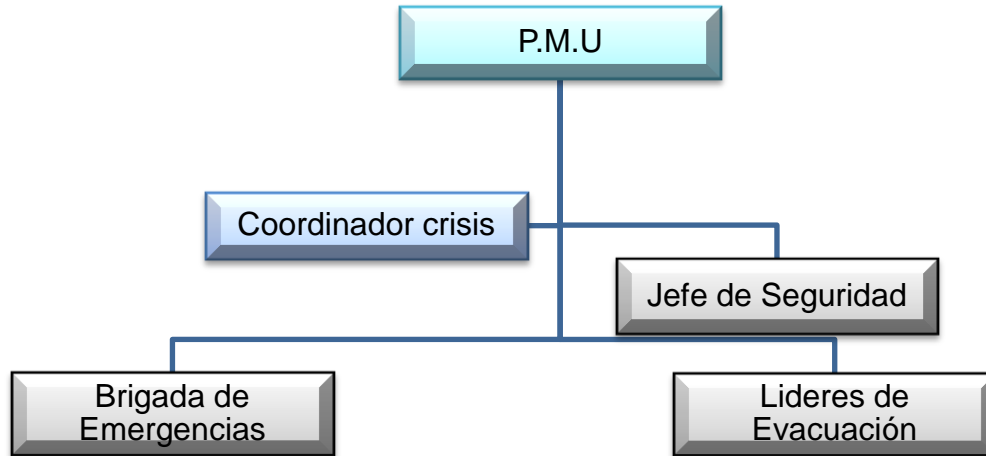 P.M.U
Coordinador crisis
Jefe de Seguridad
Brigada de
Emergencias
Lideres de
Evacuación